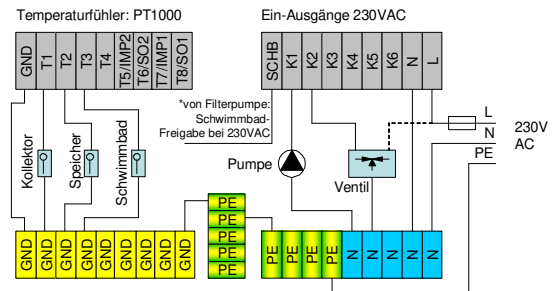 Temperaturfühler: PT1000
Ein-Ausgänge 230VAC
GND
T1
T2
T3
T4
T5/IMP2
T6/SO2
T7/IMP1
T8/SO1
SCHB
K1
K2
K3
K4
K5
K6
N
L
*von Filterpumpe:
Schwimmbad-
Freigabe bei 230VAC
L
N
PE
230V
AC
Kollektor
Speicher
Schwimmbad
Pumpe
Ventil
PE
PE
PE
PE
PE
GND
GND
GND
GND
GND
GND
GND
GND
GND
PE
PE
PE
PE
N
N
N
N
N